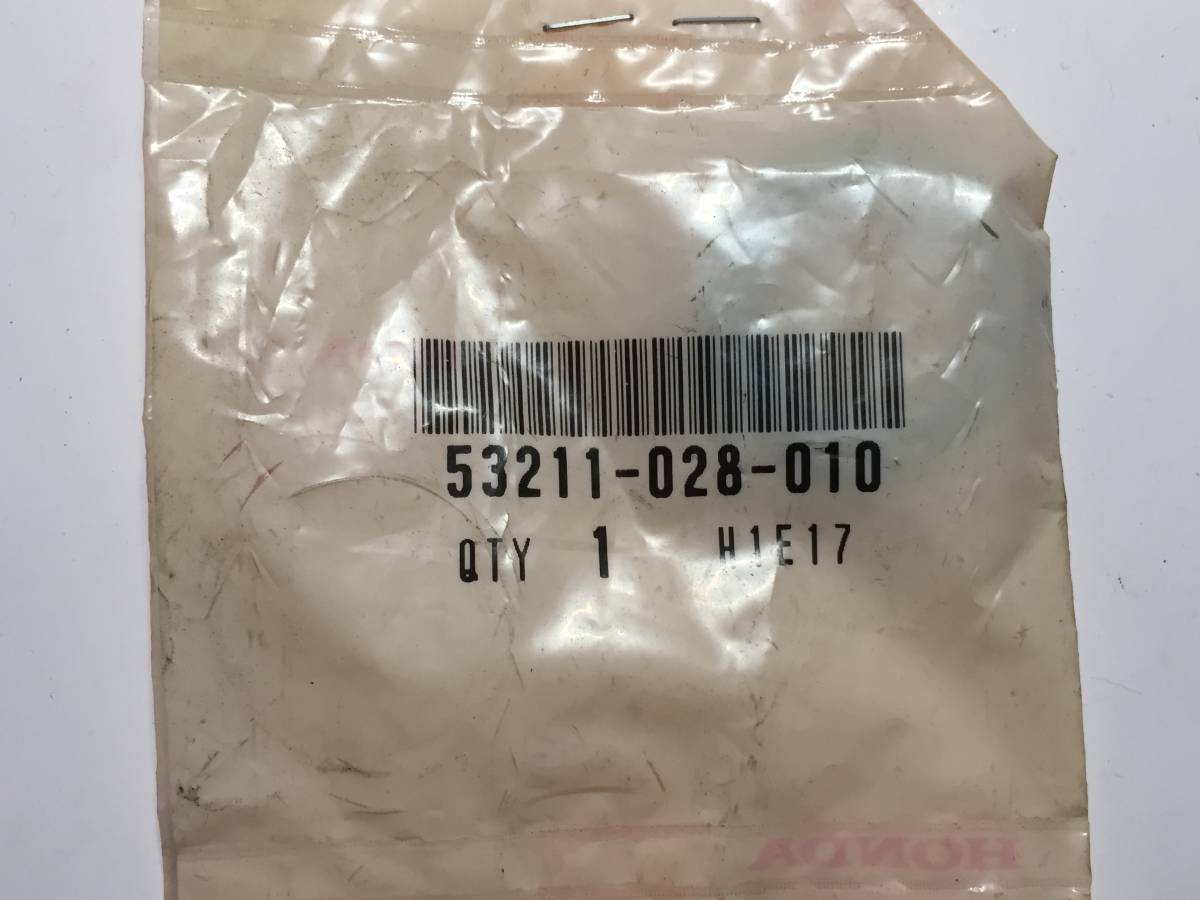 53211-028-010
QTY 1 H1E17
HONDA